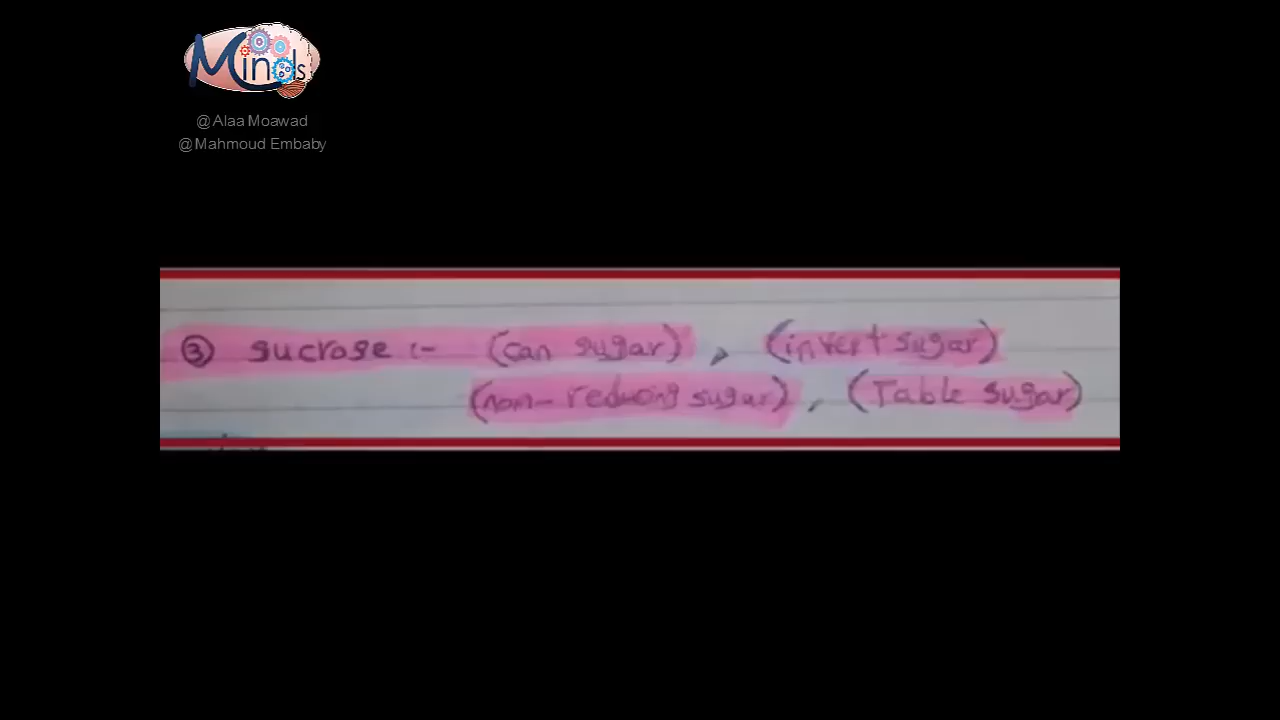 Minds
@Alaa Moawad
@Mahmoud Embaby
③ sucrose :- (can sugar) , (invert sugar)
(non-reducing sugar) , (Table sugar)